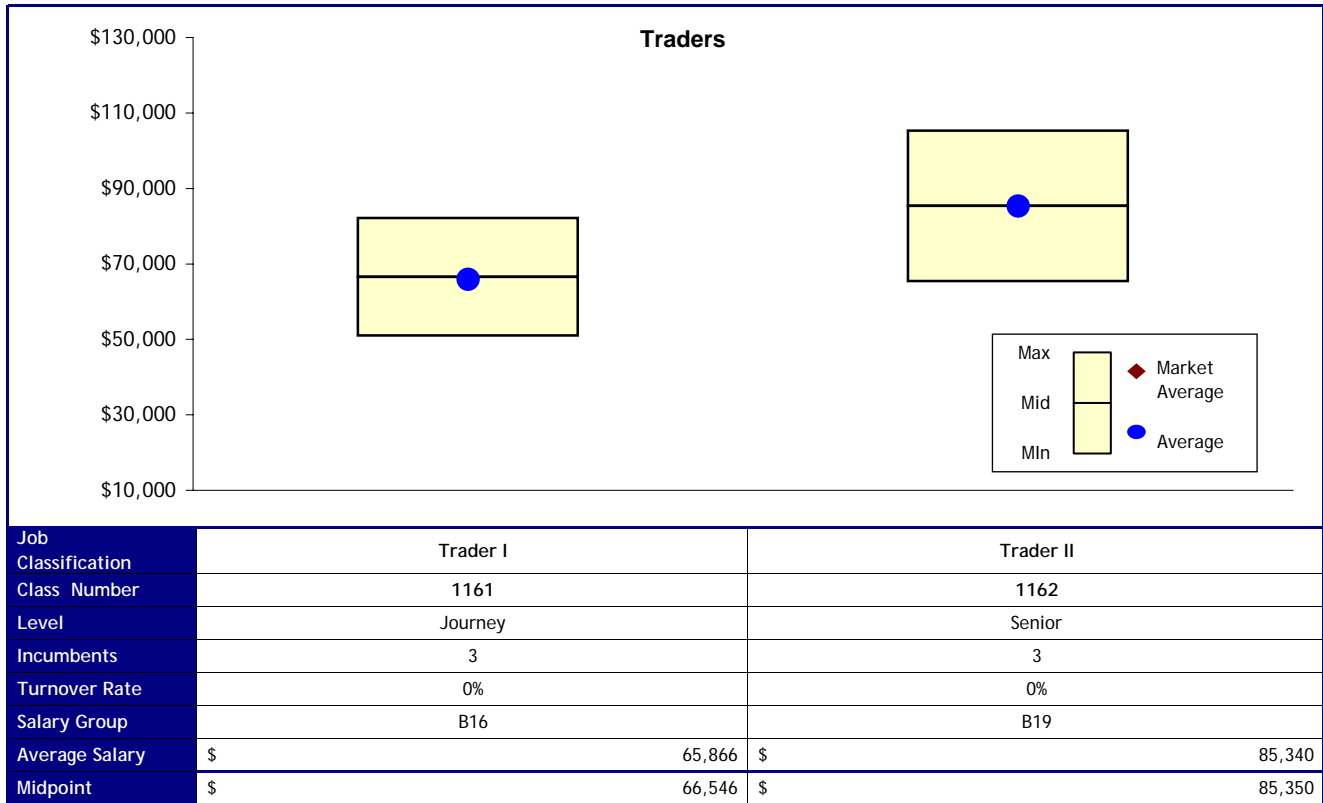 Traders
$130,000
$110,000
$90,000
$70,000
$50,000
$30,000
$10,000
Max
Mid
MIn
Market
Average
Average
Job
Classification Trader I Trader II
Class Number 1161 1162
Level Journey Senior
Incumbents 3 3
Turnover Rate 0% 0%
Salary Group B16 B19
Average Salary $ 65,866 $ 85,340
Midpoint $ 66,546 $ 85,350